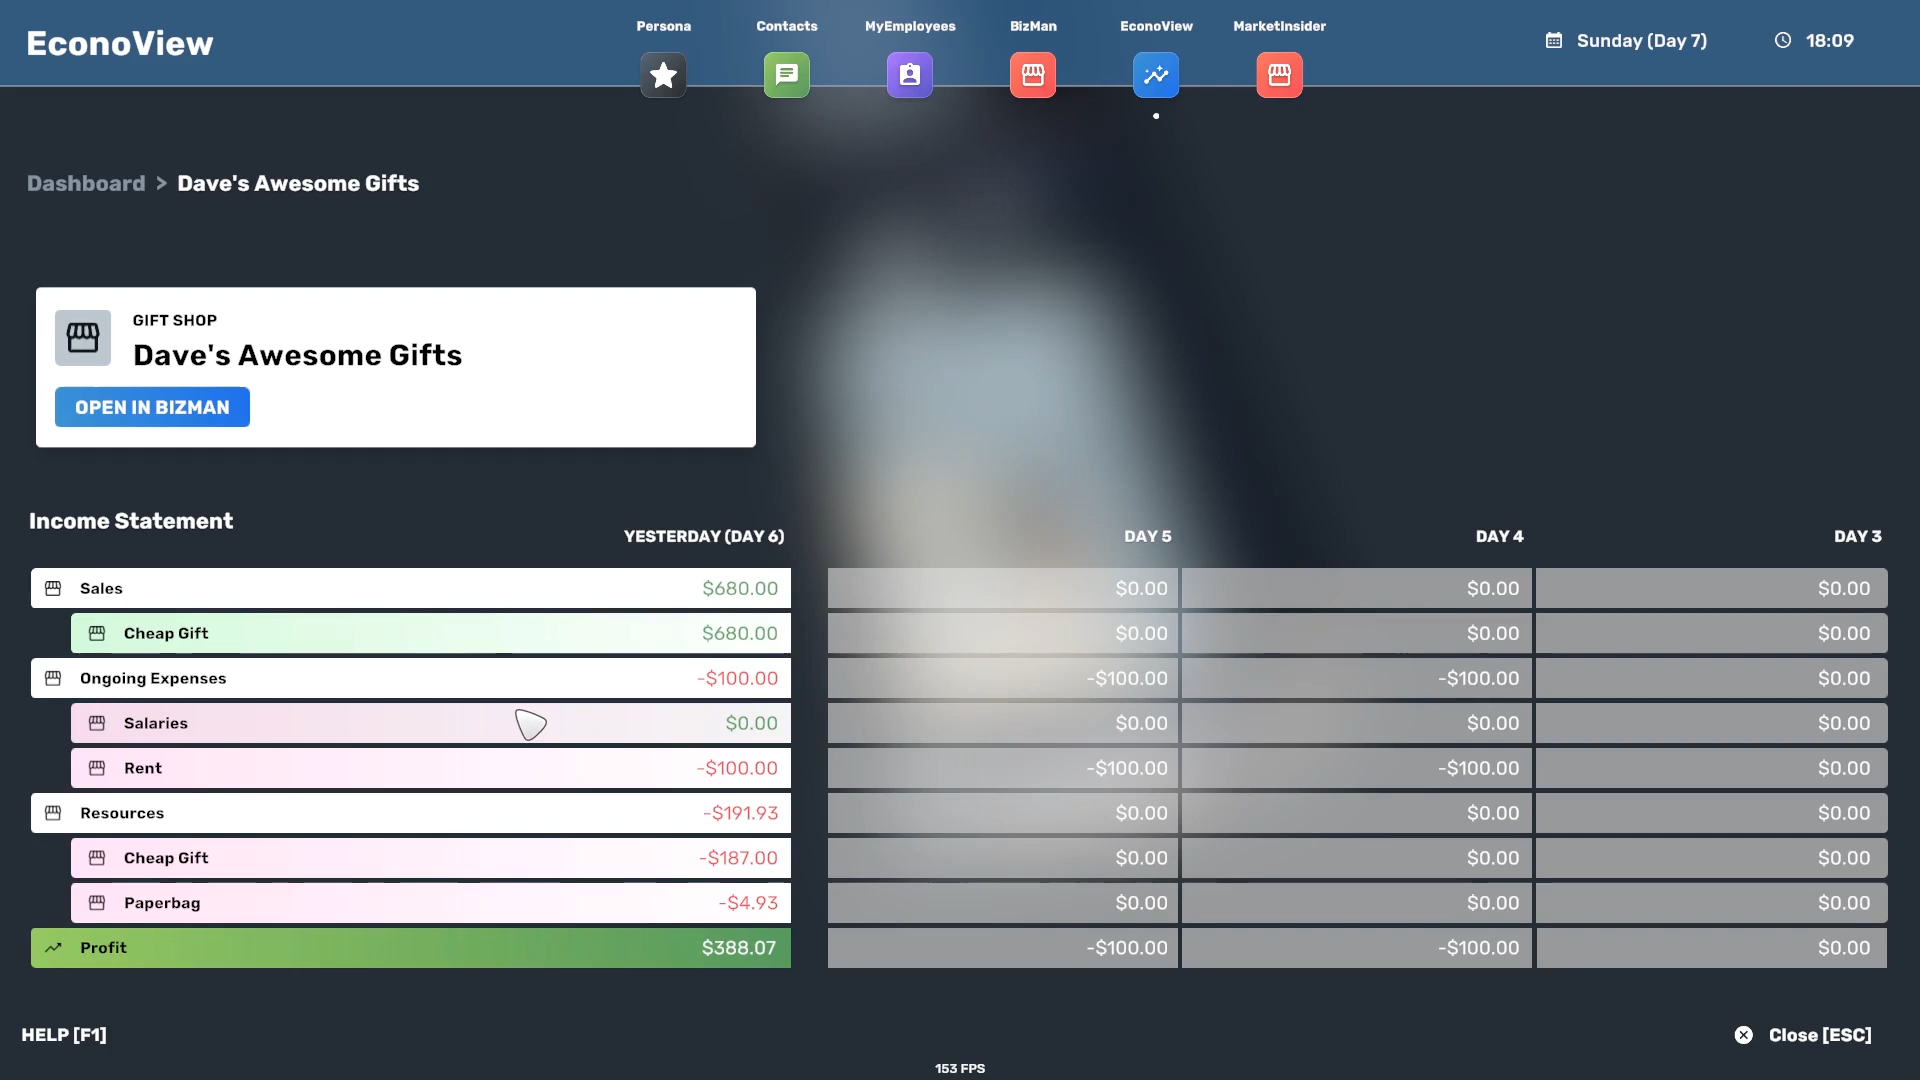 EconoView
Persona
Contacts
MyEmployees
BizMan
EconoView
MarketInsider
Sunday (Day 7)
18:09
Dashboard > Dave's Awesome Gifts
GIFT SHOP
Dave's Awesome Gifts
OPEN IN BIZMAN
Income Statement
YESTERDAY (DAY 6) DAY 5 DAY 4 DAY 3
Sales $680.00 $0.00 $0.00 $0.00
Cheap Gift $680.00 $0.00 $0.00 $0.00
Ongoing Expenses -$100.00 -$100.00 -$100.00 $0.00
Salaries $0.00 $0.00 $0.00 $0.00
Rent -$100.00 -$100.00 -$100.00 $0.00
Resources -$191.93 $0.00 $0.00 $0.00
Cheap Gift -$187.00 $0.00 $0.00 $0.00
Paperbag -$4.93 $0.00 $0.00 $0.00
Profit $388.07 -$100.00 -$100.00 $0.00
HELP [F1]
Close [ESC]
153 FPS